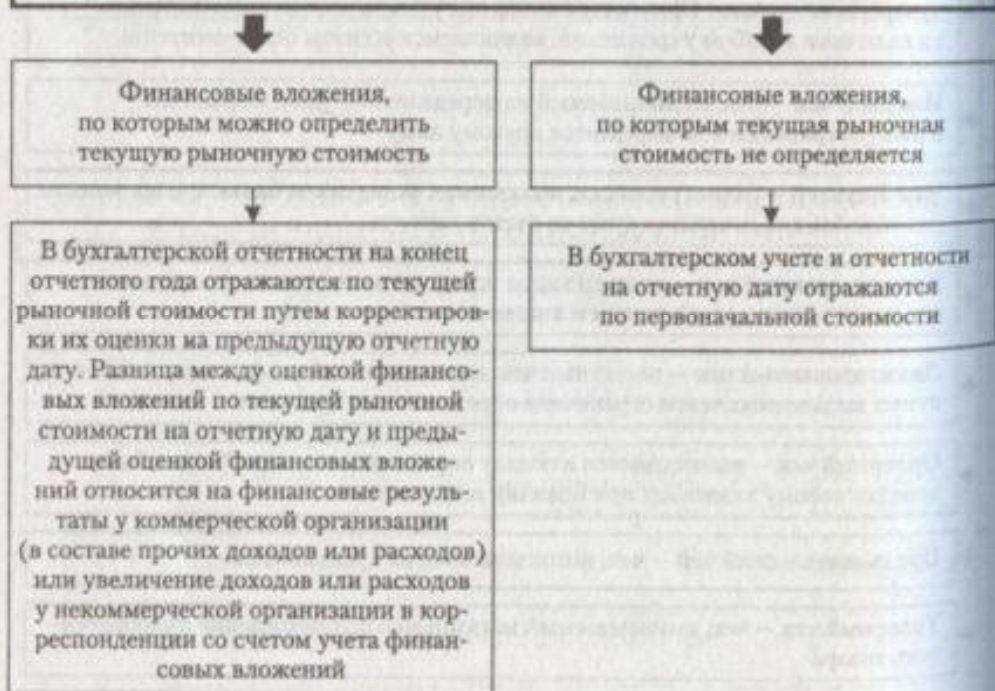 Финансовые вложения,
по которым можно определить
текущую рыночную стоимость
Финансовые вложения,
по которым текущая рыночная
стоимость не определяется
В бухгалтерской отчетности на конец
отчетного года отражаются по текущей
рыночной стоимости путем корректиров-
ки их оценки на предыдущую отчетную
дату. Разница между оценкой финансо-
вых вложений по текущей рыночной
стоимости на отчетную дату и преды-
дущей оценкой финансовых вложе-
ний относится на финансовые резуль-
таты у коммерческой организации
(в составе прочих доходов или расходов)
или увеличение доходов или расходов
у некоммерческой организации в кор-
респонденции со счетом учета финан-
совых вложений
В бухгалтерском учете и отчетности
на отчетную дату отражаются
по первоначальной стоимости